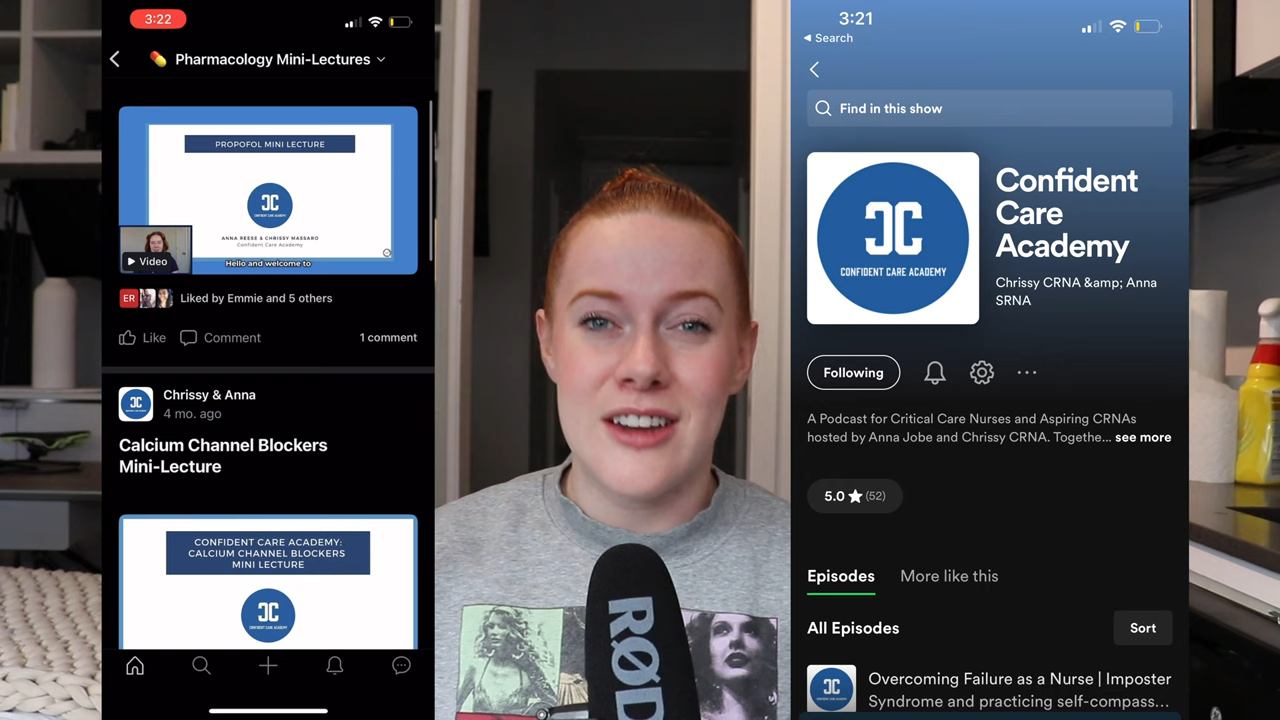 3:22
Pharmacology Mini-Lectures
PROPOFOL MINI LECTURE
CONFIDENT CARE ACADEMY
ANNA REESE & CHRISSY MASSARO
Confident Care Academy
Video
Hello and welcome to
ER
Liked by Emmie and 5 others
Like
Comment
1 comment
Chrissy & Anna
4 mo. ago
Calcium Channel Blockers
Mini-Lecture
CONFIDENT CARE ACADEMY:
CALCIUM CHANNEL BLOCKERS
MINI LECTURE
CONFIDENT CARE ACADEMY
RØD
3:21
Search
Find in this show
CONFIDENT CARE ACADEMY
Confident
Care
Academy
Chrissy CRNA &amp; Anna
SRNA
Following
A Podcast for Critical Care Nurses and Aspiring CRNAs
hosted by Anna Jobe and Chrissy CRNA. Togethe... see more
5.0 (52)
Episodes
More like this
All Episodes
Sort
Overcoming Failure as a Nurse | Imposter
Syndrome and practicing self-compass...